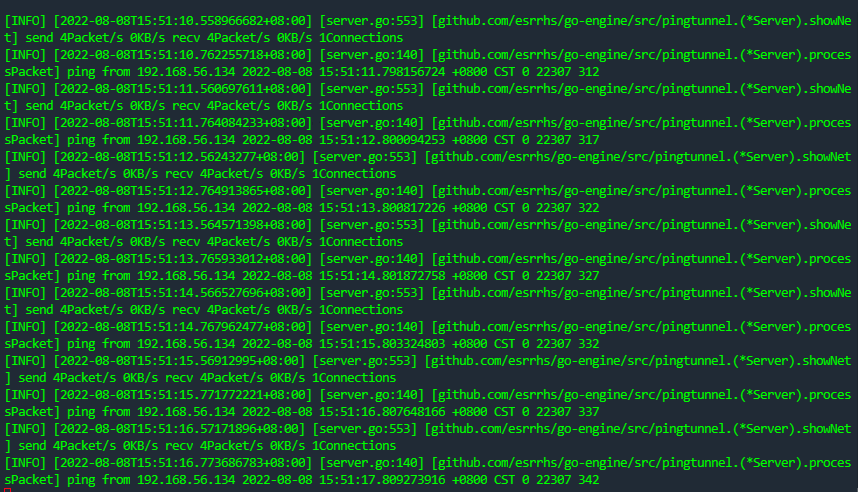 [INFO] [2022-08-08T15:51:10.558966682+08:00] [server.go:553] [github.com/esrrhs/go-engine/src/pingtunnel.(*Server).showNe
t] send 4Packet/s 0KB/s recv 4Packet/s 0KB/s 1Connections
[INFO] [2022-08-08T15:51:10.762255718+08:00] [server.go:140] [github.com/esrrhs/go-engine/src/pingtunnel.(*Server).proces
sPacket] ping from 192.168.56.134 2022-08-08 15:51:11.798156724 +0800 CST 0 22307 312
[INFO] [2022-08-08T15:51:11.560697611+08:00] [server.go:553] [github.com/esrrhs/go-engine/src/pingtunnel.(*Server).showNe
t] send 4Packet/s 0KB/s recv 4Packet/s 0KB/s 1Connections
[INFO] [2022-08-08T15:51:11.764084233+08:00] [server.go:140] [github.com/esrrhs/go-engine/src/pingtunnel.(*Server).proces
sPacket] ping from 192.168.56.134 2022-08-08 15:51:12.800094253 +0800 CST 0 22307 317
[INFO] [2022-08-08T15:51:12.56243277+08:00] [server.go:553] [github.com/esrrhs/go-engine/src/pingtunnel.(*Server).showNet
] send 4Packet/s 0KB/s recv 4Packet/s 0KB/s 1Connections
[INFO] [2022-08-08T15:51:12.764913865+08:00] [server.go:140] [github.com/esrrhs/go-engine/src/pingtunnel.(*Server).proces
sPacket] ping from 192.168.56.134 2022-08-08 15:51:13.800817226 +0800 CST 0 22307 322
[INFO] [2022-08-08T15:51:13.564571398+08:00] [server.go:553] [github.com/esrrhs/go-engine/src/pingtunnel.(*Server).showNe
t] send 4Packet/s 0KB/s recv 4Packet/s 0KB/s 1Connections
[INFO] [2022-08-08T15:51:13.765933012+08:00] [server.go:140] [github.com/esrrhs/go-engine/src/pingtunnel.(*Server).proces
sPacket] ping from 192.168.56.134 2022-08-08 15:51:14.801872758 +0800 CST 0 22307 327
[INFO] [2022-08-08T15:51:14.566527696+08:00] [server.go:553] [github.com/esrrhs/go-engine/src/pingtunnel.(*Server).showNe
t] send 4Packet/s 0KB/s recv 4Packet/s 0KB/s 1Connections
[INFO] [2022-08-08T15:51:14.767962477+08:00] [server.go:140] [github.com/esrrhs/go-engine/src/pingtunnel.(*Server).proces
sPacket] ping from 192.168.56.134 2022-08-08 15:51:15.803324803 +0800 CST 0 22307 332
[INFO] [2022-08-08T15:51:15.56912995+08:00] [server.go:553] [github.com/esrrhs/go-engine/src/pingtunnel.(*Server).showNet
] send 4Packet/s 0KB/s recv 4Packet/s 0KB/s 1Connections
[INFO] [2022-08-08T15:51:15.771772221+08:00] [server.go:140] [github.com/esrrhs/go-engine/src/pingtunnel.(*Server).proces
sPacket] ping from 192.168.56.134 2022-08-08 15:51:16.807648166 +0800 CST 0 22307 337
[INFO] [2022-08-08T15:51:16.57171896+08:00] [server.go:553] [github.com/esrrhs/go-engine/src/pingtunnel.(*Server).showNet
] send 4Packet/s 0KB/s recv 4Packet/s 0KB/s 1Connections
[INFO] [2022-08-08T15:51:16.773686783+08:00] [server.go:140] [github.com/esrrhs/go-engine/src/pingtunnel.(*Server).proces
sPacket] ping from 192.168.56.134 2022-08-08 15:51:17.809273916 +0800 CST 0 22307 342